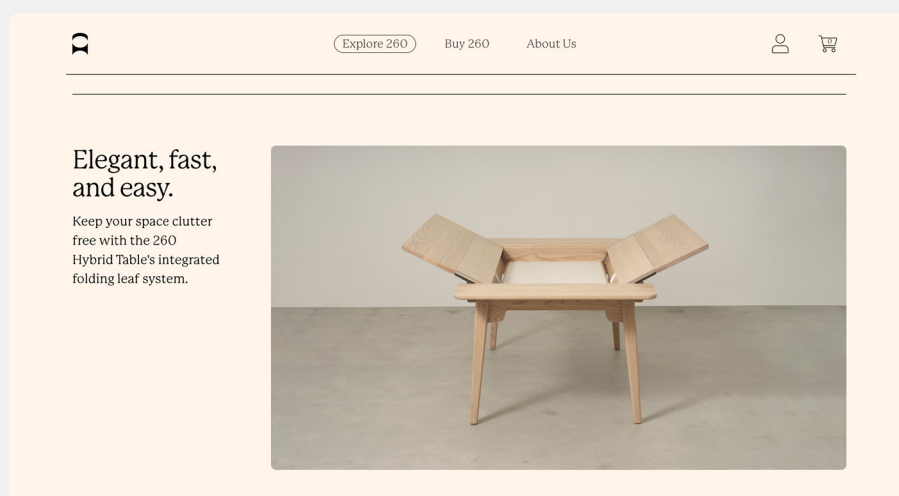 Explore 260
Buy 260
About Us
0
Elegant, fast,
and easy.
Keep your space clutter
free with the 260
Hybrid Table's integrated
folding leaf system.